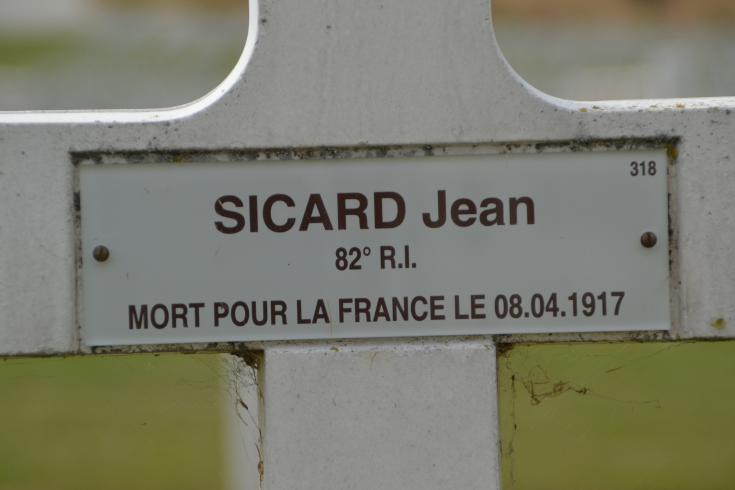 318
SICARD Jean
82° R.I.
MORT POUR LA FRANCE LE 08.04.1917